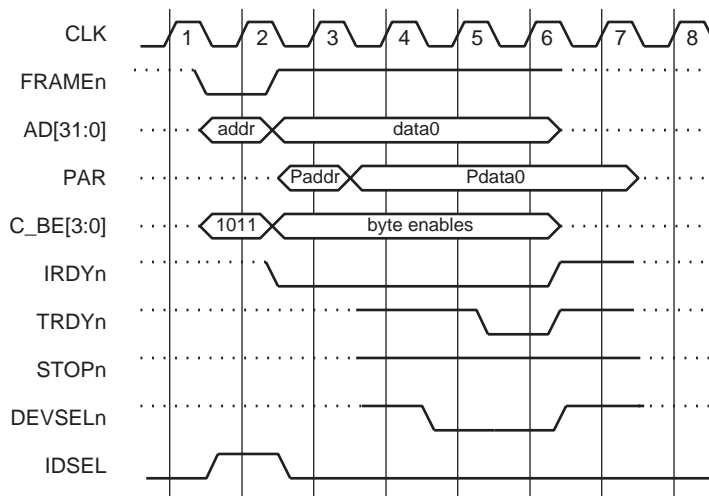 CLK 1 2 3 4 5 6 7 8
FRAMEn
AD[31:0] addr data0
PAR Paddr Pdata0
C_BE[3:0] 1011 byte enables
IRDYn
TRDYn
STOPn
DEVSELn
IDSEL